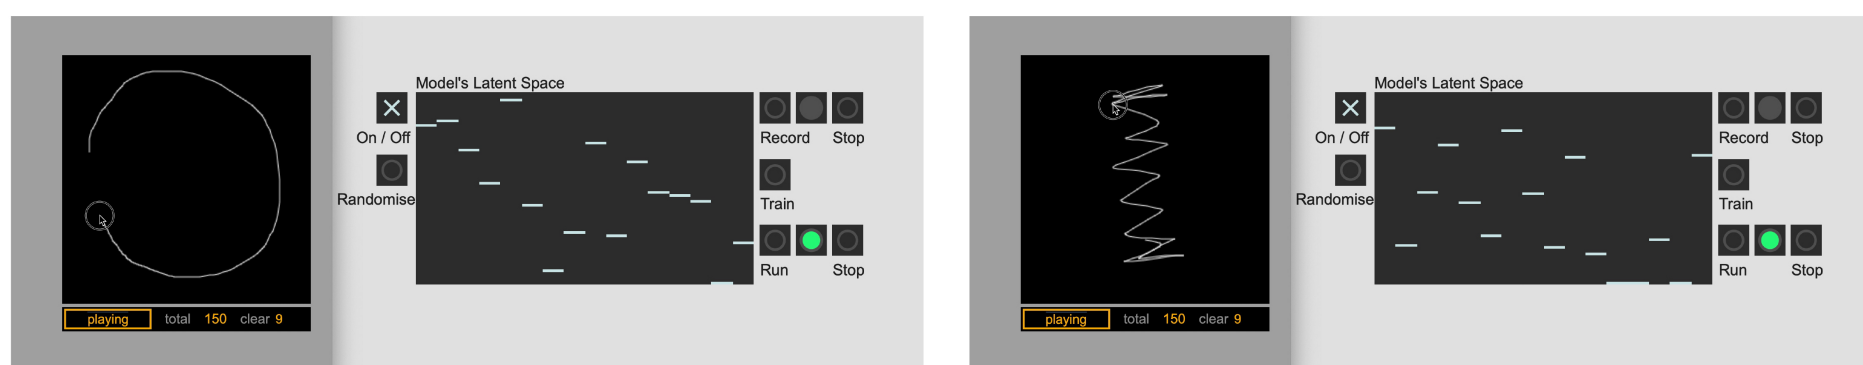 Model's Latent Space
On / Off
Record Stop
Randomise
Train
Run Stop
playing total 150 clear 9
Model's Latent Space
On / Off
Record Stop
Randomise
Train
Run Stop
playing total 150 clear 9